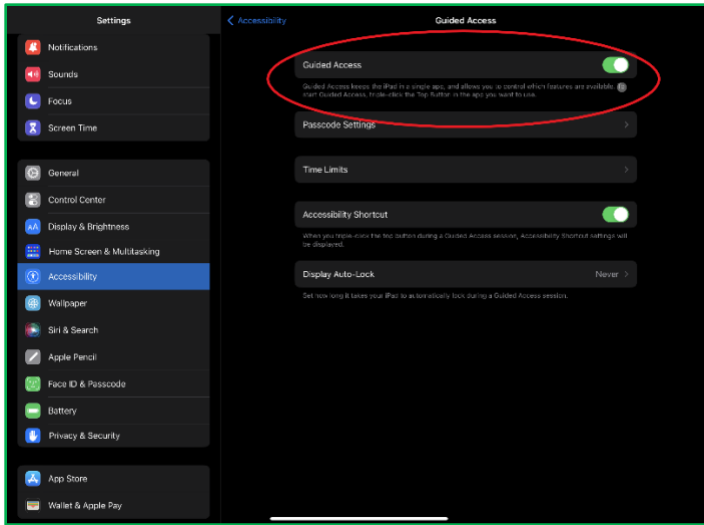 Settings
Notifications
Sounds
Focus
Screen Time
General
Control Center
Display & Brightness
Home Screen & Multitasking
Accessibility
Wallpaper
Siri & Search
Apple Pencil
Face ID & Passcode
Battery
Privacy & Security
App Store
Wallet & Apple Pay
Accessibility
Guided Access
Guided Access
Guided Access keeps the iPad in a single app, and allows you to control which features are available. To
start Guided Access, triple-click the Top Button in the app you want to use.
Passcode Settings
Time Limits
Accessibility Shortcut
When you triple-click the top button during a Guided Access session, Accessibility Shortcut settings will
be displayed.
Display Auto-Lock
Never
Set how long it takes your iPad to automatically lock during a Guided Access session.